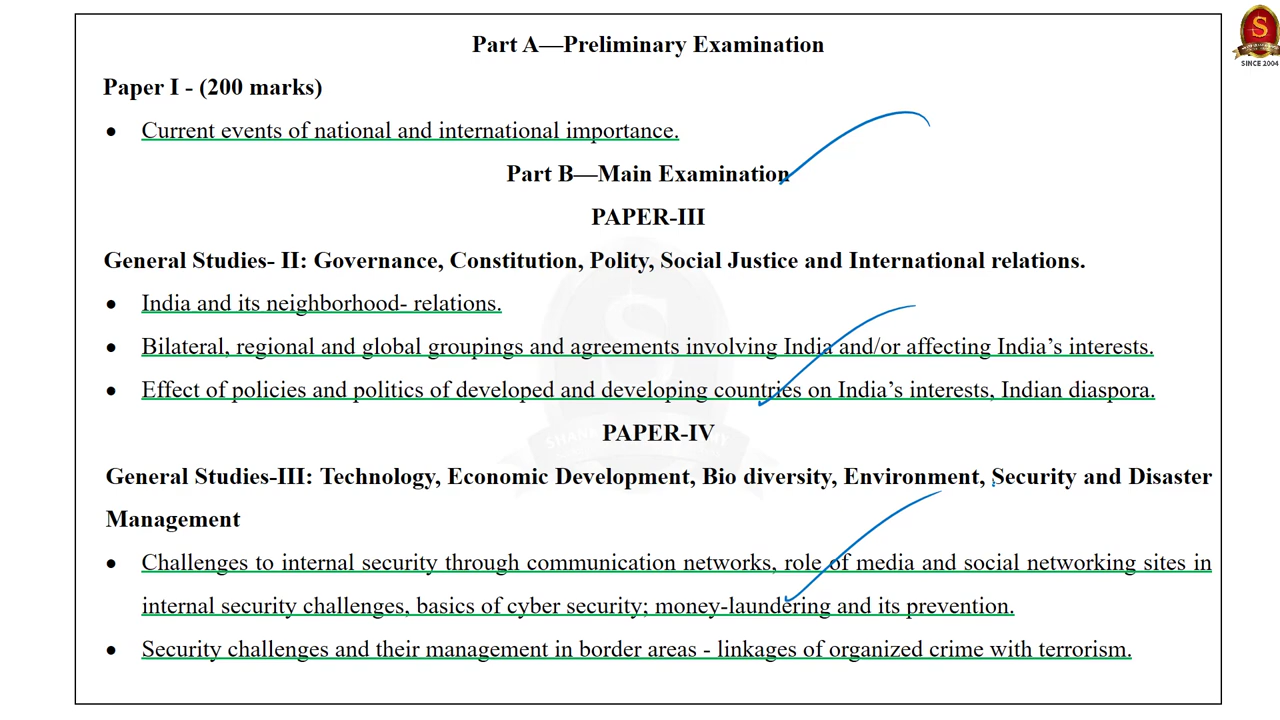 Part A—Preliminary Examination
Paper I - (200 marks)
● Current events of national and international importance.
Part B—Main Examination
PAPER-III
General Studies- II: Governance, Constitution, Polity, Social Justice and International relations.
● India and its neighborhood- relations.
● Bilateral, regional and global groupings and agreements involving India and/or affecting India's interests.
● Effect of policies and politics of developed and developing countries on India's interests, Indian diaspora.
PAPER-IV
General Studies-III: Technology, Economic Development, Bio diversity, Environment, Security and Disaster
Management
● Challenges to internal security through communication networks, role of media and social networking sites in
internal security challenges, basics of cyber security; money-laundering and its prevention.
● Security challenges and their management in border areas - linkages of organized crime with terrorism.
S
SINCE 2004